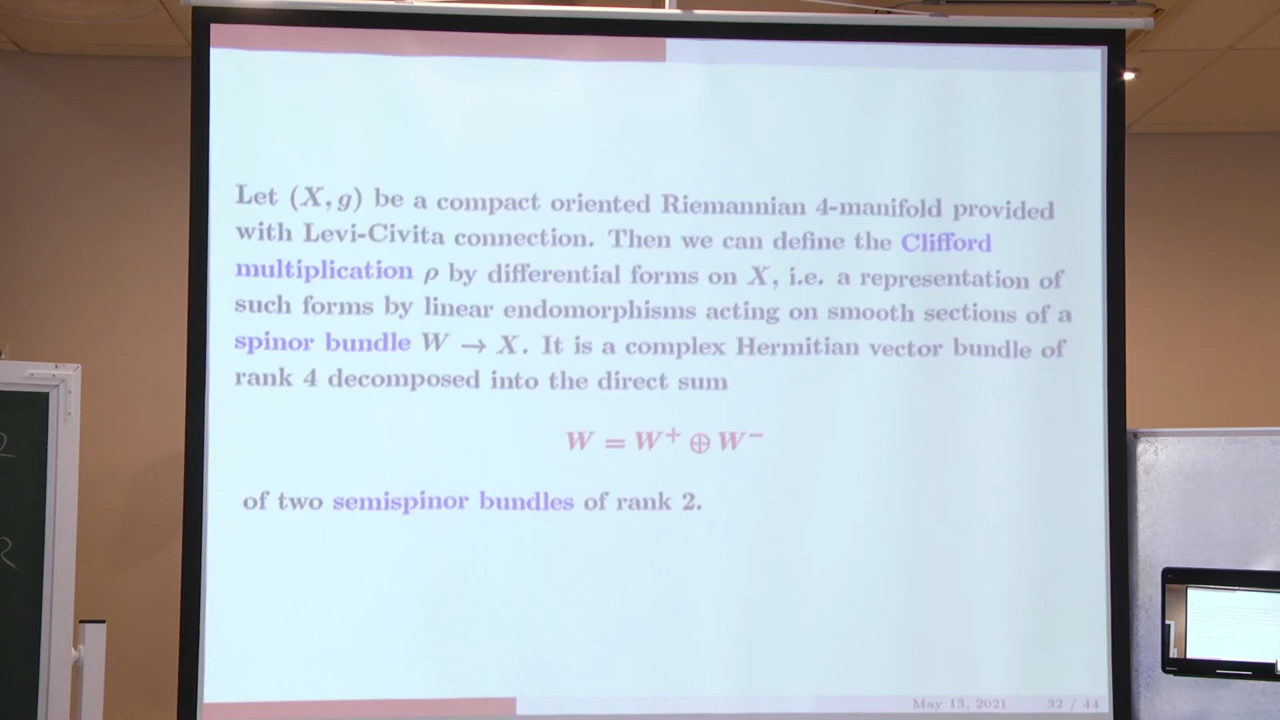 Let (X, g) be a compact oriented Riemannian 4-manifold provided
with Levi-Civita connection. Then we can define the Clifford
multiplication ρ by differential forms on X, i.e. a representation of
such forms by linear endomorphisms acting on smooth sections of a
spinor bundle W → X. It is a complex Hermitian vector bundle of
rank 4 decomposed into the direct sum
W = W⁺ ⊕ W⁻
of two semispinor bundles of rank 2.
May 13, 2021 32 / 44
2
R